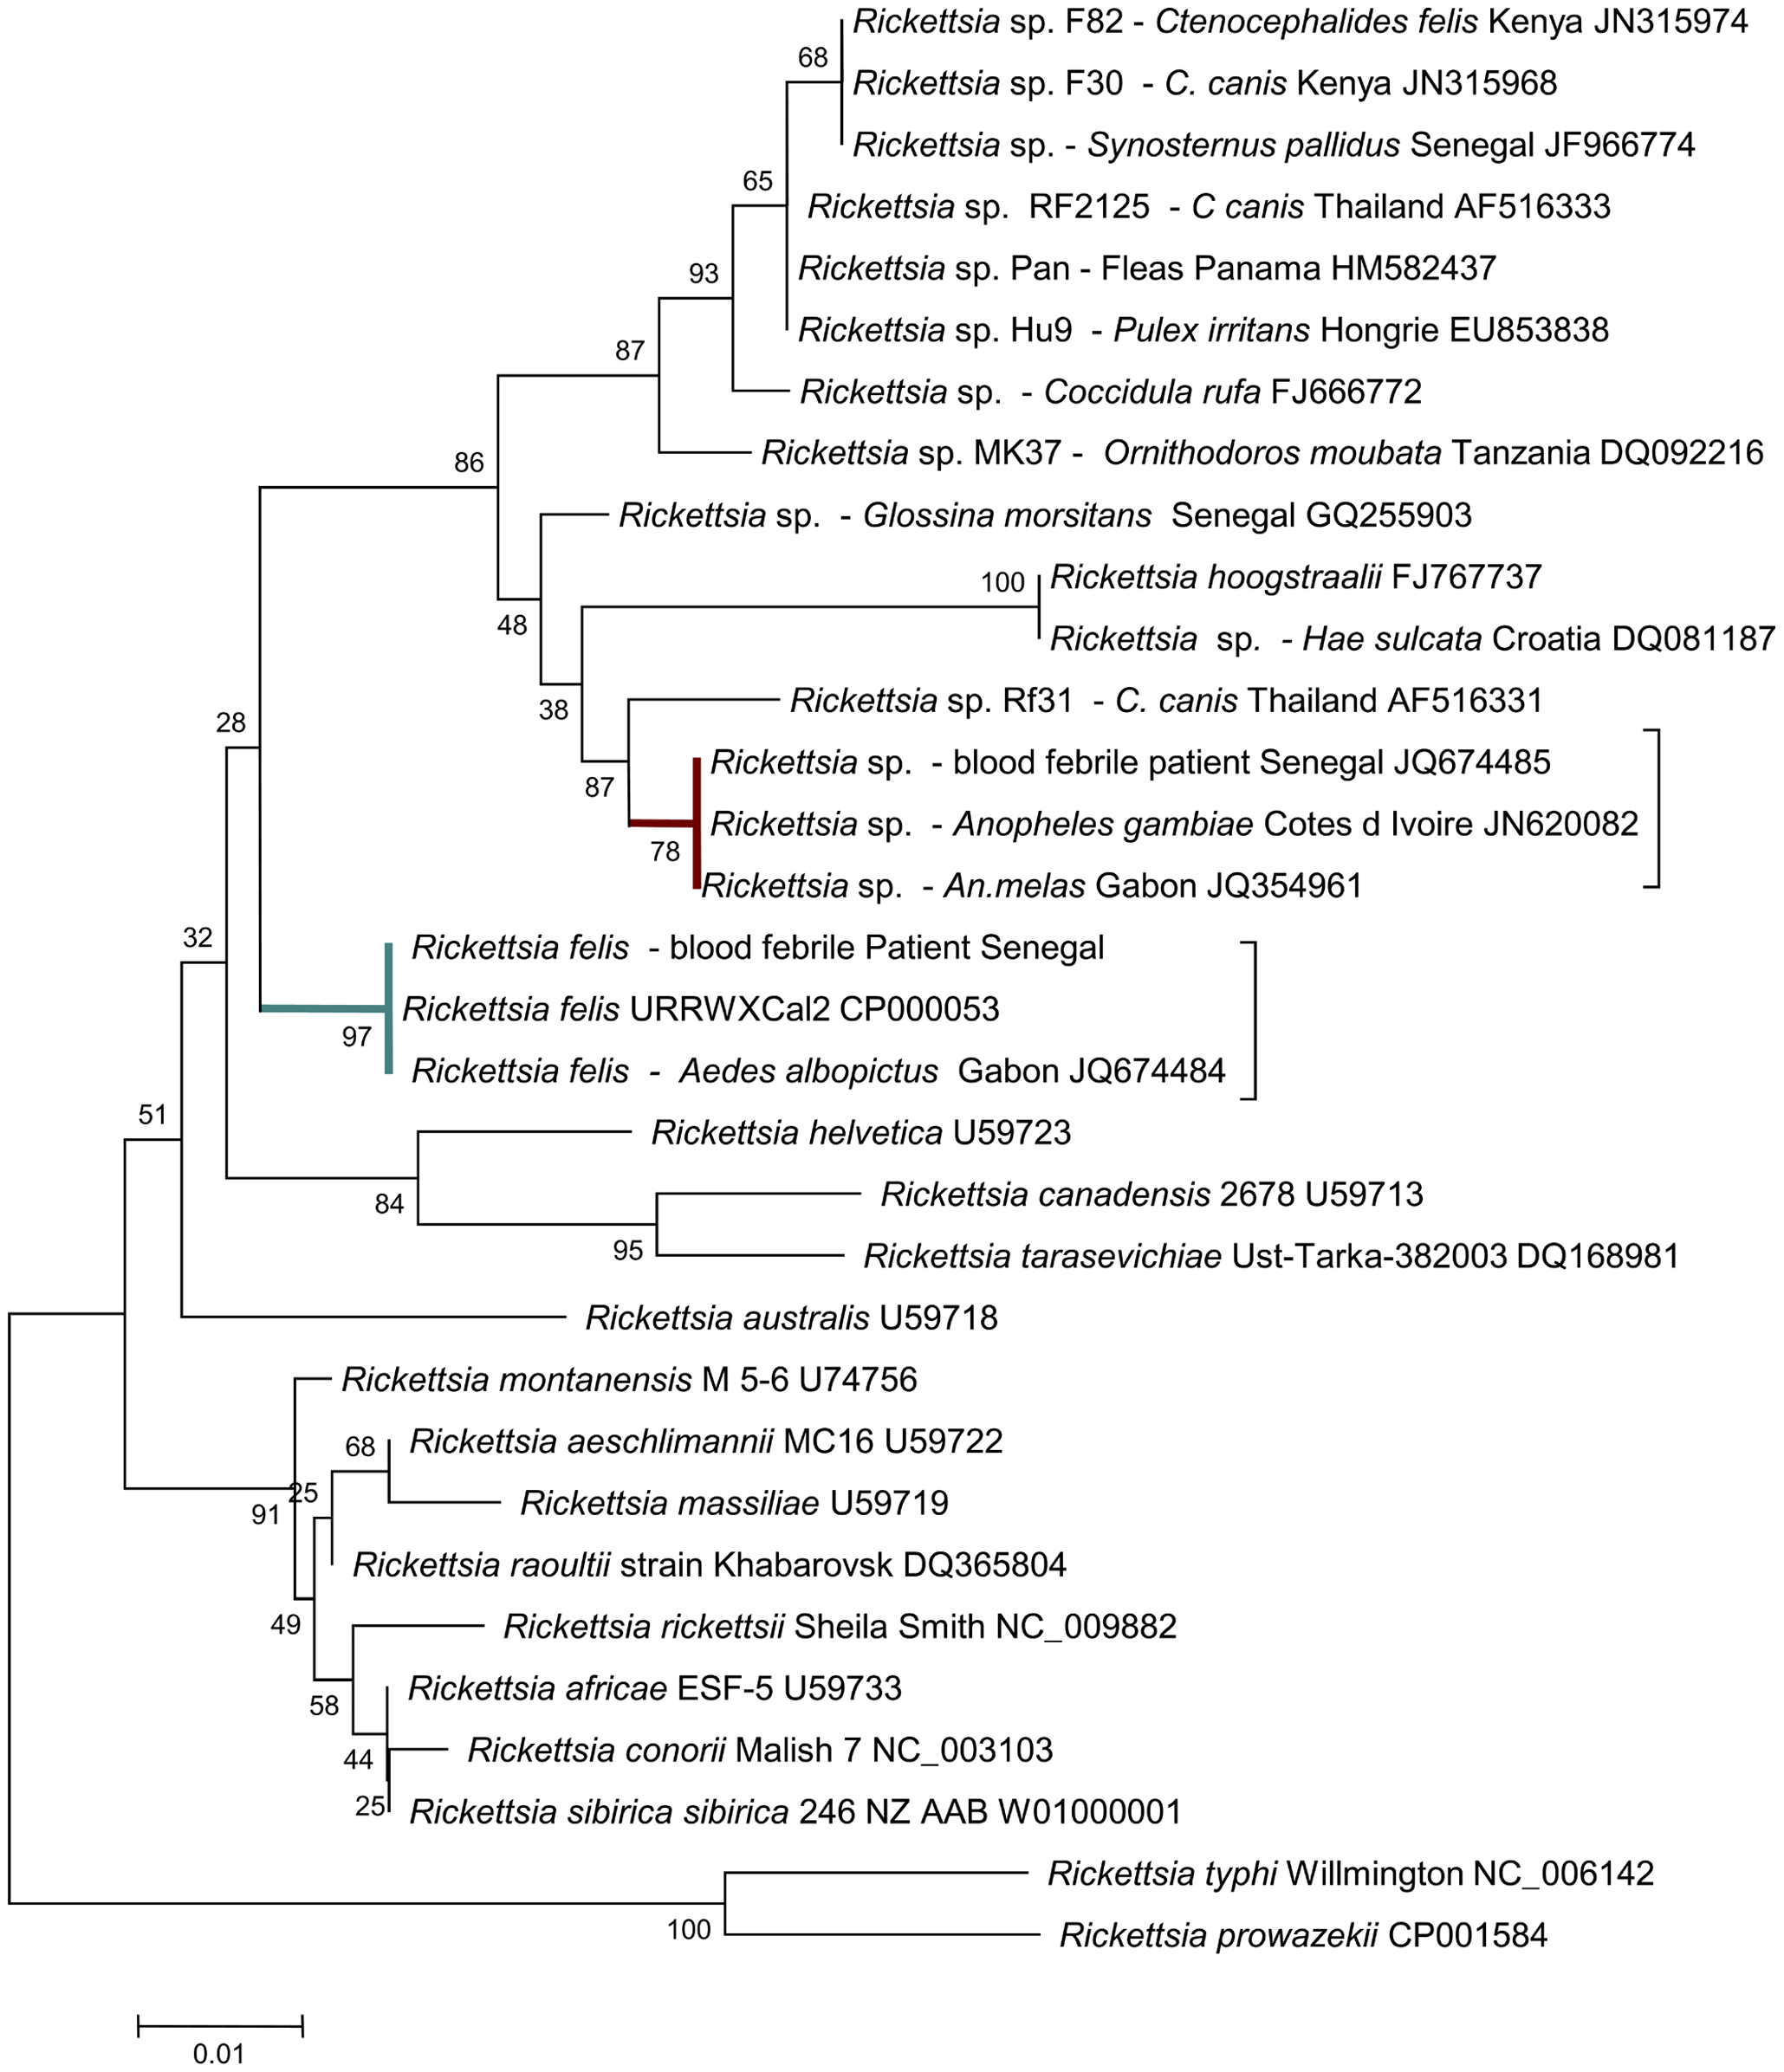 Rickettsia sp. F82 - Ctenocephalides felis Kenya JN315974
68
Rickettsia sp. F30 - C. canis Kenya JN315968
Rickettsia sp. - Synosternus pallidus Senegal JF966774
65
Rickettsia sp. RF2125 - C canis Thailand AF516333
93
Rickettsia sp. Pan - Fleas Panama HM582437
Rickettsia sp. Hu9 - Pulex irritans Hongrie EU853838
87
Rickettsia sp. - Coccidula rufa FJ666772
Rickettsia sp. MK37 - Ornithodoros moubata Tanzania DQ092216
86
Rickettsia sp. - Glossina morsitans Senegal GQ255903
100
Rickettsia hoogstraalii FJ767737
48
Rickettsia sp. - Hae sulcata Croatia DQ081187
38
Rickettsia sp. Rf31 - C. canis Thailand AF516331
28
Rickettsia sp. - blood febrile patient Senegal JQ674485
87
Rickettsia sp. - Anopheles gambiae Cotes d Ivoire JN620082
78
Rickettsia sp. - An.melas Gabon JQ354961
32
Rickettsia felis - blood febrile Patient Senegal
Rickettsia felis URRWXCal2 CP000053
97
Rickettsia felis - Aedes albopictus Gabon JQ674484
51
Rickettsia helvetica U59723
84
Rickettsia canadensis 2678 U59713
95
Rickettsia tarasevichiae Ust-Tarka-382003 DQ168981
Rickettsia australis U59718
Rickettsia montanensis M 5-6 U74756
68
Rickettsia aeschlimannii MC16 U59722
25
Rickettsia massiliae U59719
91
Rickettsia raoultii strain Khabarovsk DQ365804
49
Rickettsia rickettsii Sheila Smith NC_009882
Rickettsia africae ESF-5 U59733
58
Rickettsia conorii Malish 7 NC_003103
44
25
Rickettsia sibirica sibirica 246 NZ AAB W01000001
Rickettsia typhi Willmington NC_006142
100
Rickettsia prowazekii CP001584
0.01